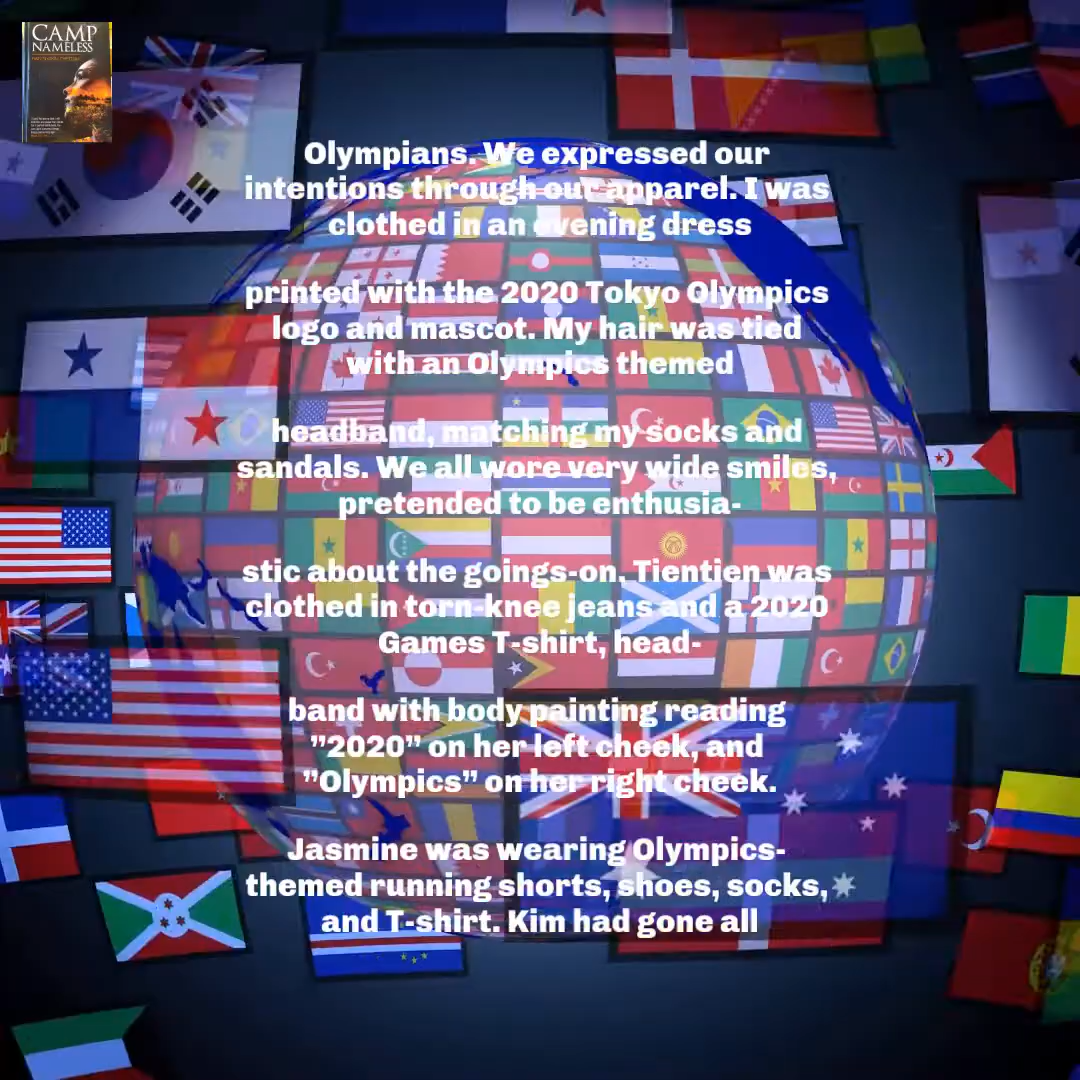 CAMP
NAMELESS
Olympians. We expressed our
intentions through our apparel. I was
clothed in an evening dress
printed with the 2020 Tokyo Olympics
logo and mascot. My hair was tied
with an Olympics themed
headband, matching my socks and
sandals. We all wore very wide smiles,
pretended to be enthusia-
stic about the goings-on. Tientien was
clothed in torn-knee jeans and a 2020
Games T-shirt, head-
band with body painting reading
”2020” on her left cheek, and
”Olympics” on her right cheek.
Jasmine was wearing Olympics-
themed running shorts, shoes, socks,
and T-shirt. Kim had gone all